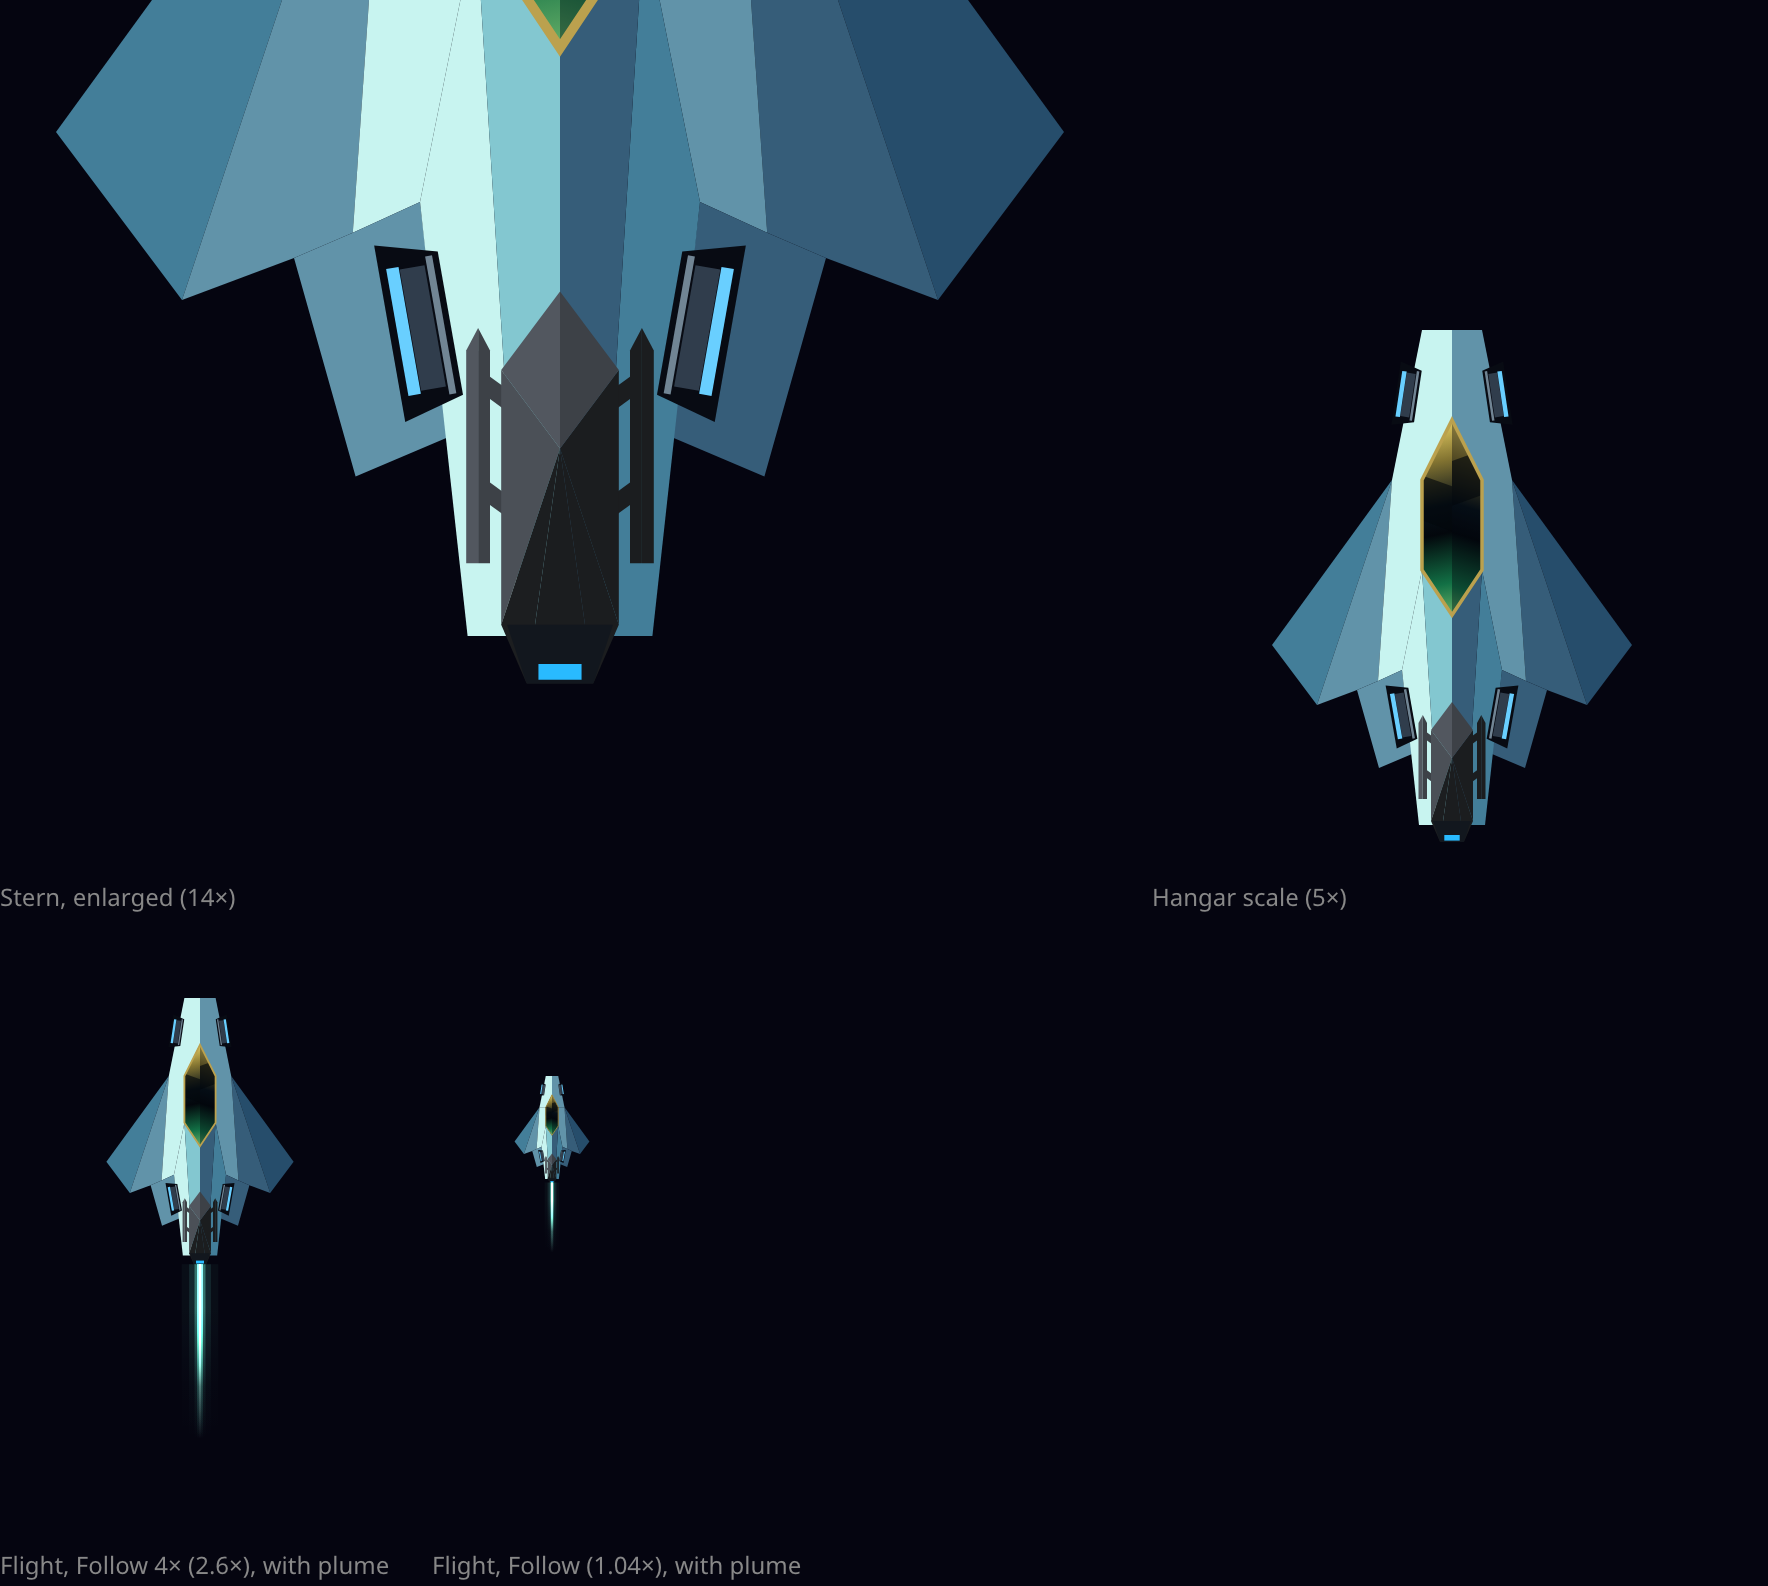 Stern, enlarged (14×)
Hangar scale (5×)
Flight, Follow 4× (2.6×), with plume
Flight, Follow (1.04×), with plume